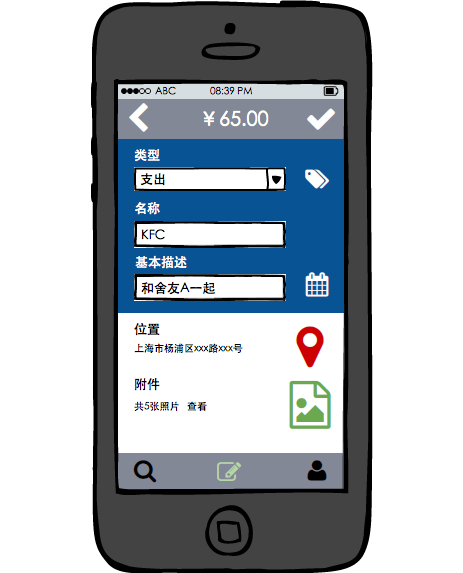 ABC 08:39 PM
￥65.00
类型
支出
名称
KFC
基本描述
和舍友A一起
位置
上海市杨浦区xxx路xxx号
附件
共5张照片 查看